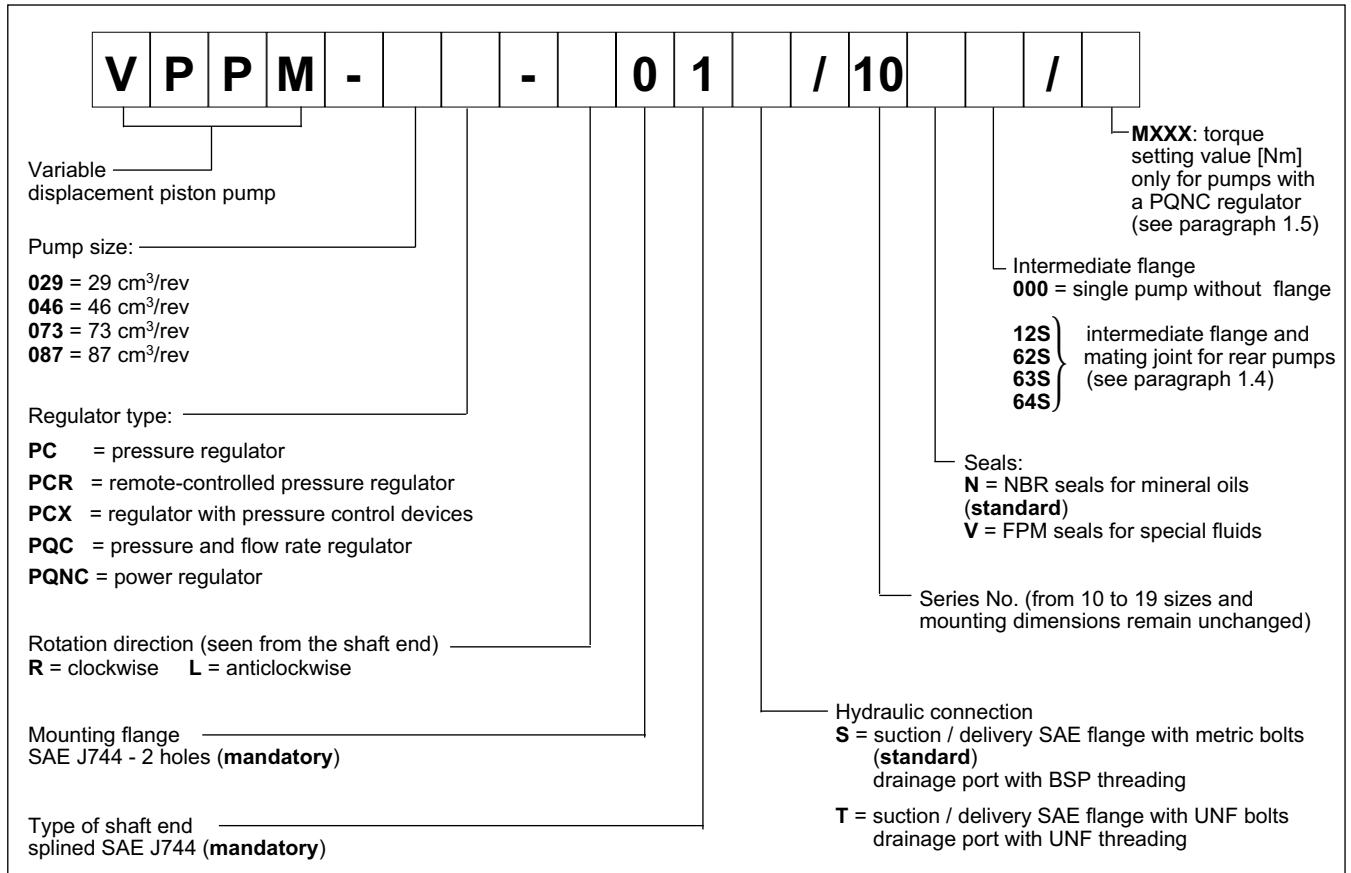 V P P M - - 0 1 / 10 /
Variable
displacement piston pump
Pump size:
029 = 29 cm³/rev
046 = 46 cm³/rev
073 = 73 cm³/rev
087 = 87 cm³/rev
Regulator type:
PC = pressure regulator
PCR = remote-controlled pressure regulator
PCX = regulator with pressure control devices
PQC = pressure and flow rate regulator
PQNC = power regulator
Rotation direction (seen from the shaft end)
R = clockwise L = anticlockwise
Mounting flange
SAE J744 - 2 holes (mandatory)
Type of shaft end
splined SAE J744 (mandatory)
MXXX: torque
setting value [Nm]
only for pumps with
a PQNC regulator
(see paragraph 1.5)
Intermediate flange
000 = single pump without flange
12S
62S
63S
64S
intermediate flange and
mating joint for rear pumps
(see paragraph 1.4)
Seals:
N = NBR seals for mineral oils
(standard)
V = FPM seals for special fluids
Series No. (from 10 to 19 sizes and
mounting dimensions remain unchanged)
Hydraulic connection
S = suction / delivery SAE flange with metric bolts
(standard)
drainage port with BSP threading
T = suction / delivery SAE flange with UNF bolts
drainage port with UNF threading